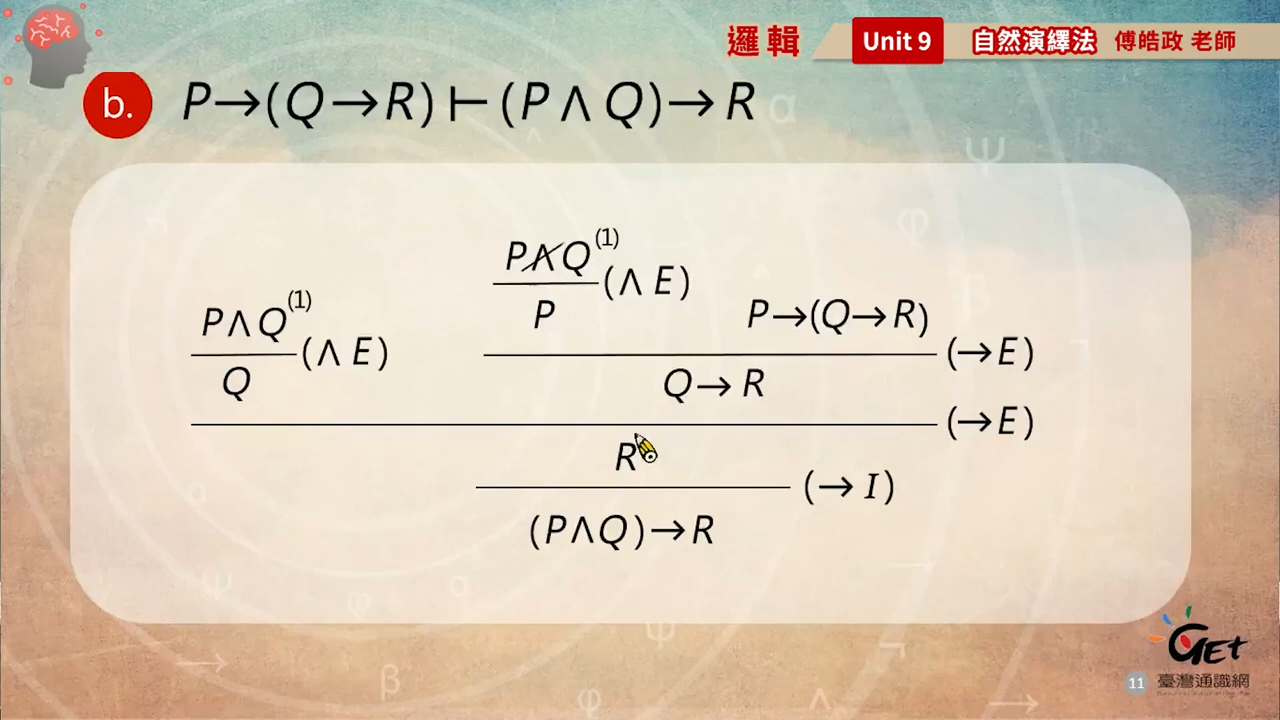 邏輯 Unit 9 自然演繹法 傅皓政 老師
b. P→(Q→R)⊢(P∧Q)→R
P∧Q (1)
(∧E)
P
P∧Q (1)
(∧E)
Q
P→(Q→R)
(→E)
Q→R
(→E)
R
(→I)
(P∧Q)→R
GET
11 臺灣通識網